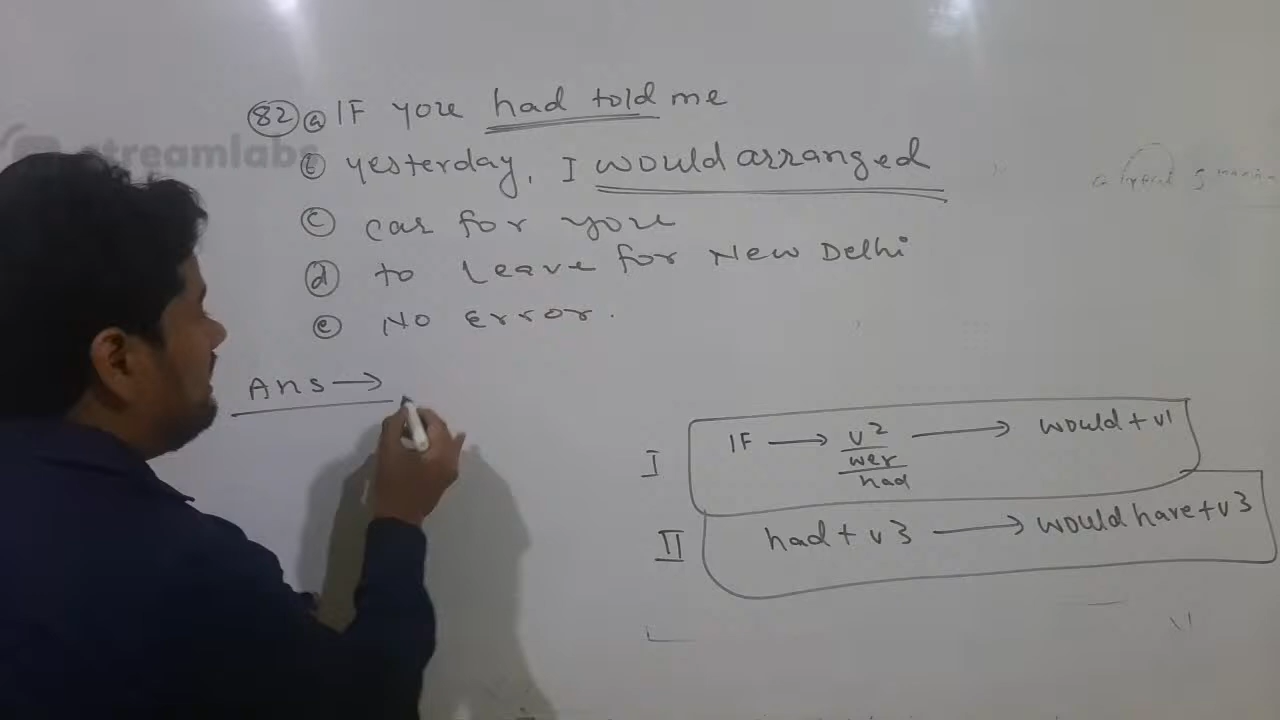 82 a IF you had told me
b yesterday, I would arranged
c car for you
d to leave for New Delhi
e No error.
streamlabs
Ans →
I IF → v2 → would + v1
wer
had
II had + v3 → would have + v3